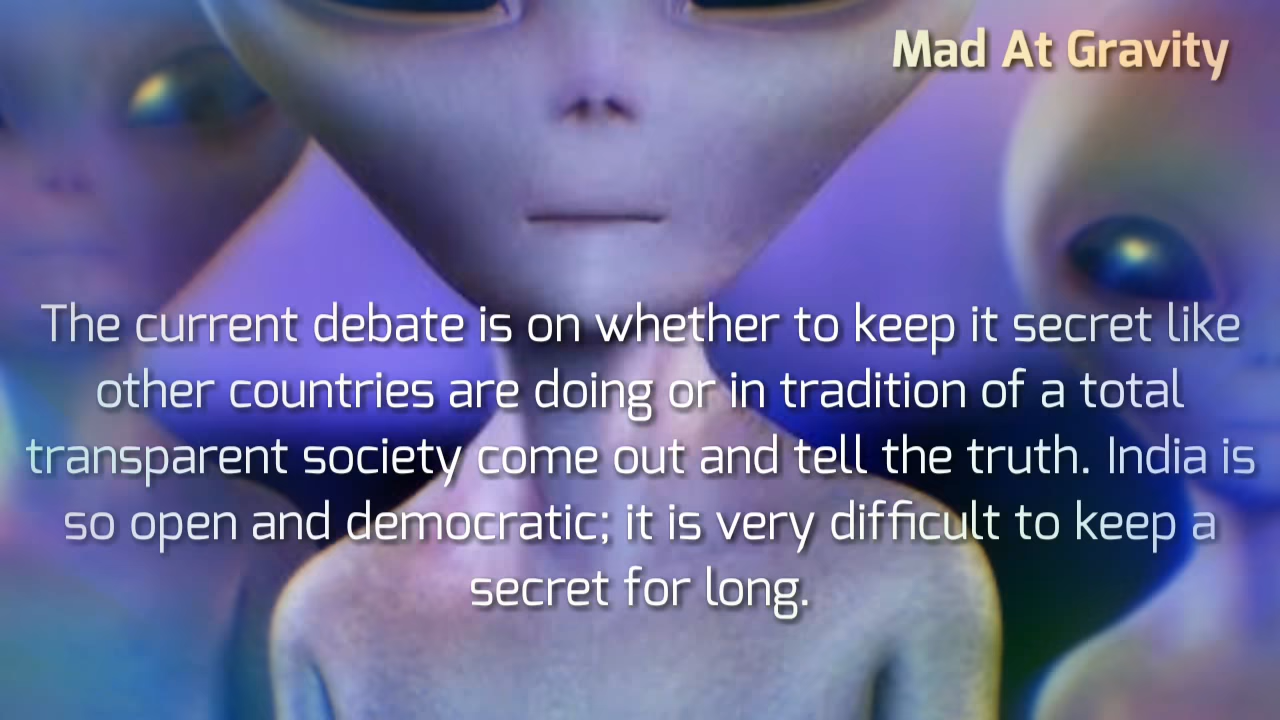 Mad At Gravity
The current debate is on whether to keep it secret like
other countries are doing or in tradition of a total
transparent society come out and tell the truth. India is
so open and democratic; it is very difficult to keep a
secret for long.